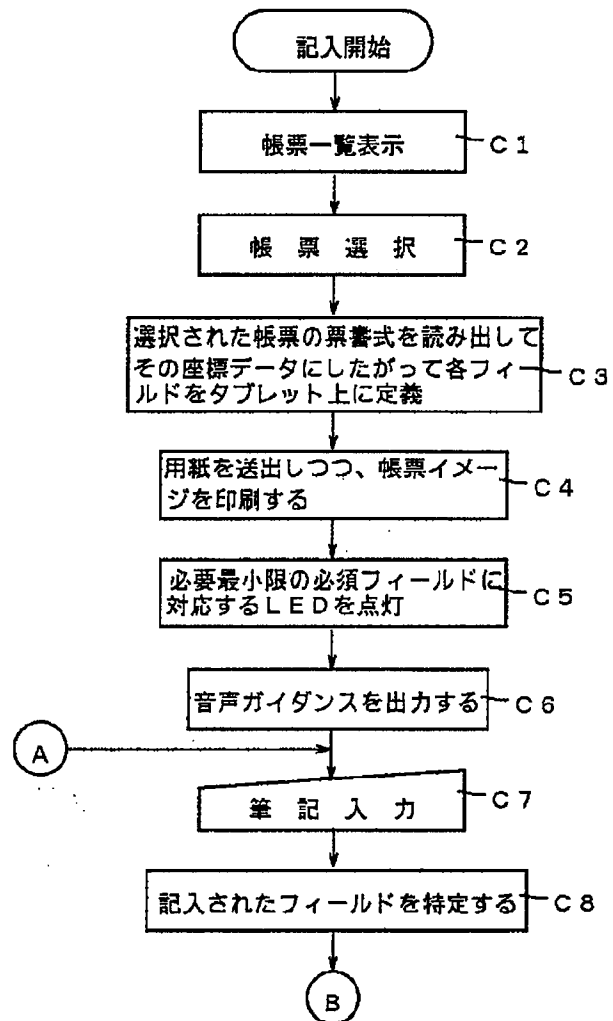 記入開始
帳票一覧表示 C1
帳票選択 C2
選択された帳票の票書式を読み出して
その座標データにしたがって各フィー
ルドをタブレット上に定義 C3
用紙を送出しつつ、帳票イメー
ジを印刷する C4
必要最小限の必須フィールドに
対応するLEDを点灯 C5
音声ガイダンスを出力する C6
A
筆記入力 C7
記入されたフィールドを特定する C8
B